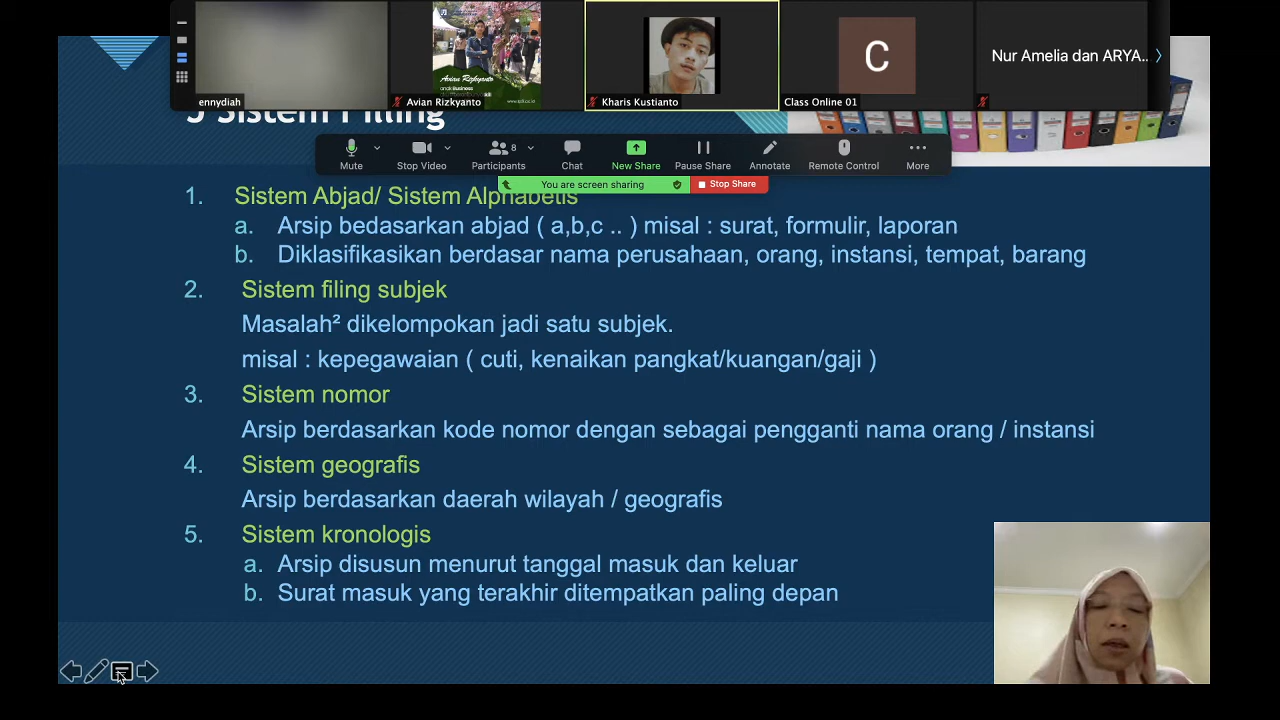 ennydiah
Avian Rizkyanto
Avian Rizkyanto
Kharis Kustianto
C
Class Online 01
Nur Amelia dan ARYA...
5 Sistem Filling
Mute
Stop Video
8
Participants
Chat
New Share
Pause Share
Annotate
Remote Control
More
You are screen sharing
Stop Share
1. Sistem Abjad/ Sistem Alphabetis
a. Arsip bedasarkan abjad ( a,b,c .. ) misal : surat, formulir, laporan
b. Diklasifikasikan berdasar nama perusahaan, orang, instansi, tempat, barang
2. Sistem filing subjek
Masalah² dikelompokan jadi satu subjek.
misal : kepegawaian ( cuti, kenaikan pangkat/kuangan/gaji )
3. Sistem nomor
Arsip berdasarkan kode nomor dengan sebagai pengganti nama orang / instansi
4. Sistem geografis
Arsip berdasarkan daerah wilayah / geografis
5. Sistem kronologis
a. Arsip disusun menurut tanggal masuk dan keluar
b. Surat masuk yang terakhir ditempatkan paling depan